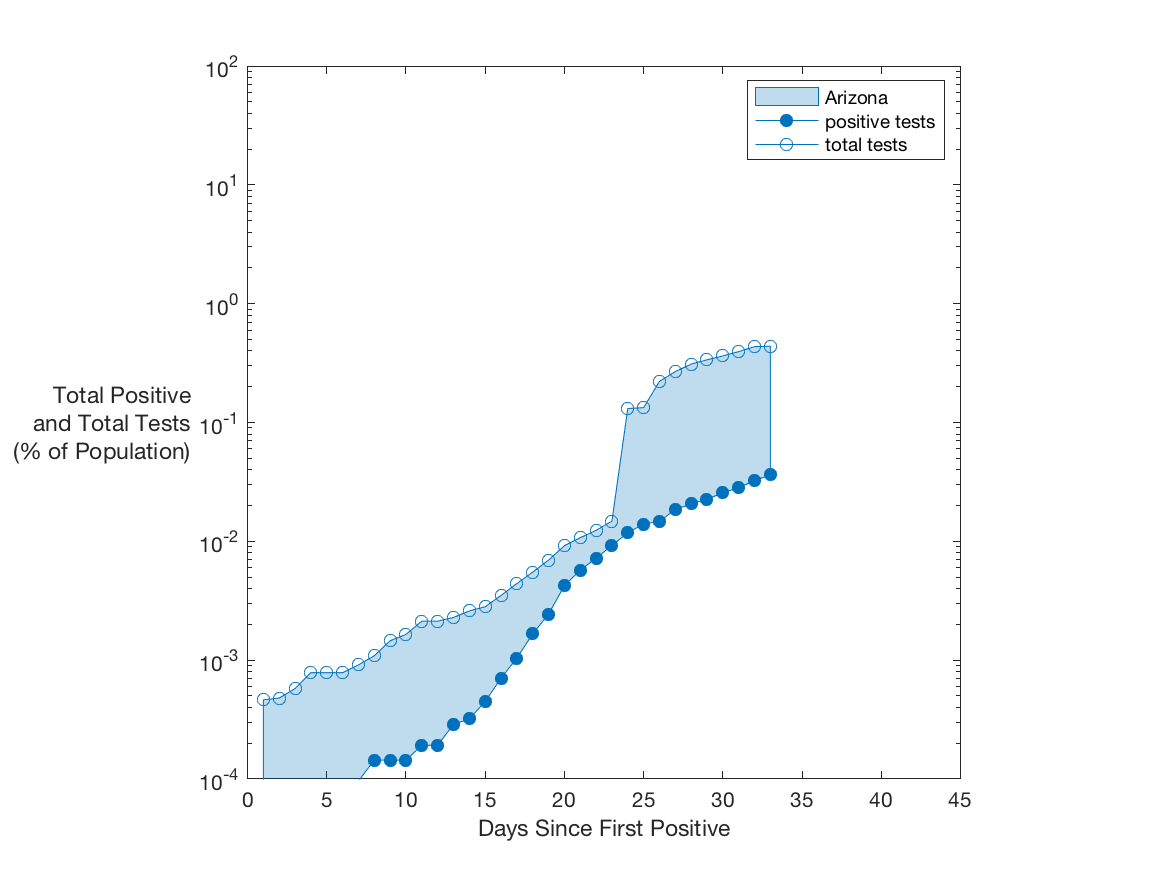 10^2
10^1
10^0
10^-1
10^-2
10^-3
10^-4
Total Positive
and Total Tests
(% of Population)
Arizona
positive tests
total tests
0 5 10 15 20 25 30 35 40 45
Days Since First Positive